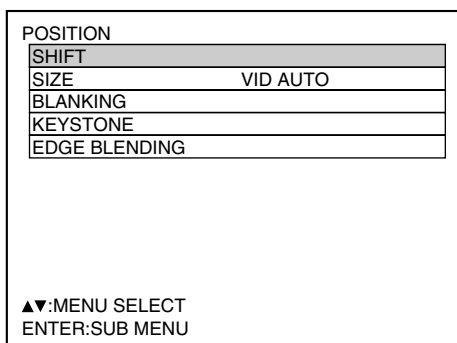 POSITION
SHIFT
SIZE VID AUTO
BLANKING
KEYSTONE
EDGE BLENDING
▲▼:MENU SELECT
ENTER:SUB MENU